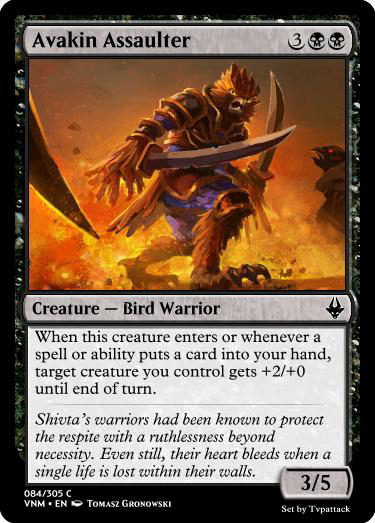 Avakin Assaulter 3
Creature — Bird Warrior
When this creature enters or whenever a
spell or ability puts a card into your hand,
target creature you control gets +2/+0
until end of turn.
Shivta's warriors had been known to protect
the respite with a ruthlessness beyond
necessity. Even still, their heart bleeds when a
single life is lost within their walls.
3/5
084/305 C
VNM • EN Tomasz Gronowski
Set by Tvpattack